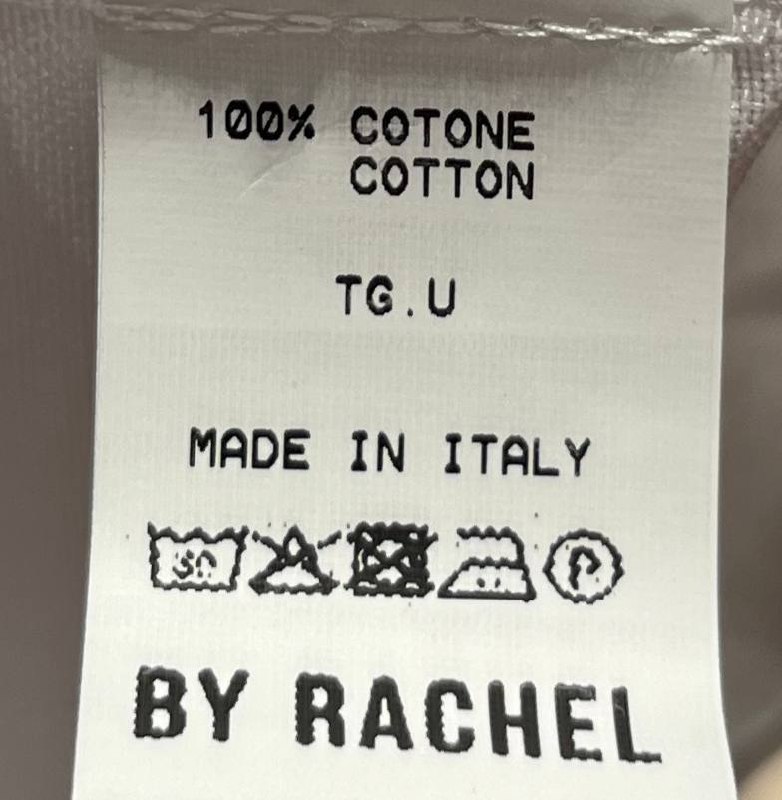 100% COTONE
COTTON
TG.U
MADE IN ITALY
P
BY RACHEL